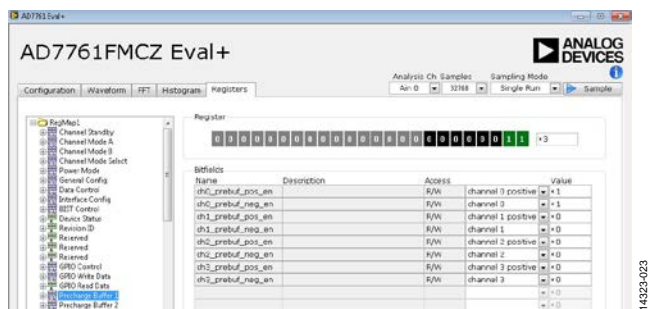 AD7761 Eval+
AD7761FMCZ Eval+
ANALOG
DEVICES
Analysis Ch Samples Sampling Mode
Configuration Waveform FFT Histogram Registers Ain 0 32768 Single Run Sample
Register
RegMap1
Channel Standby
Channel Mode A
Channel Mode B
Channel Mode Select
Power Mode
General Config
Data Control
Interface Config
BIST Control
Device Status
Revision ID
Reserved
Reserved
Reserved
GPIO Control
GPIO Write Data
GPIO Read Data
Precharge Buffer 1
Precharge Buffer 2
0 0 0 0 0 0 0 0 0 0 0 0 0 0 0 0 0 0 0 0 0 0 1 1 x3
Bitfields
Name Description Access Value
ch0_prebuf_pos_en R/W channel 0 positive x1
ch0_prebuf_neg_en R/W channel 0 x1
ch1_prebuf_pos_en R/W channel 1 positive x0
ch1_prebuf_neg_en R/W channel 1 x0
ch2_prebuf_pos_en R/W channel 2 positive x0
ch2_prebuf_neg_en R/W channel 2 x0
ch3_prebuf_pos_en R/W channel 3 positive x0
ch3_prebuf_neg_en R/W channel 3 x0
x0
x0
14323-023